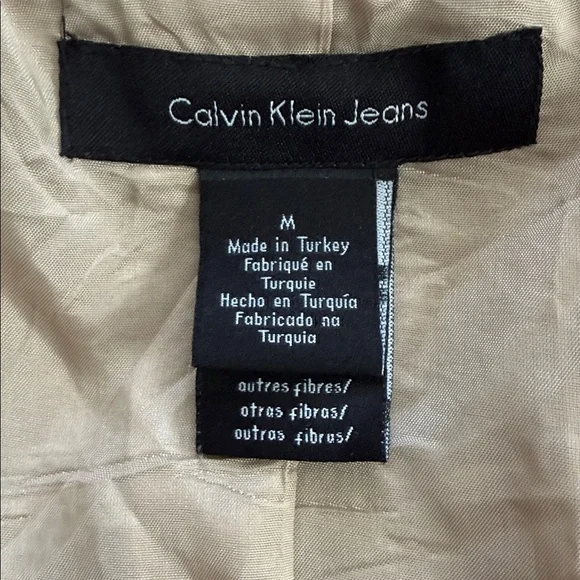 Calvin Klein Jeans
M
Made in Turkey
Fabriqué en
Turquie
Hecho en Turquía
Fabricado na
Turquia
autres fibres/
otras fibras/
outras fibras/